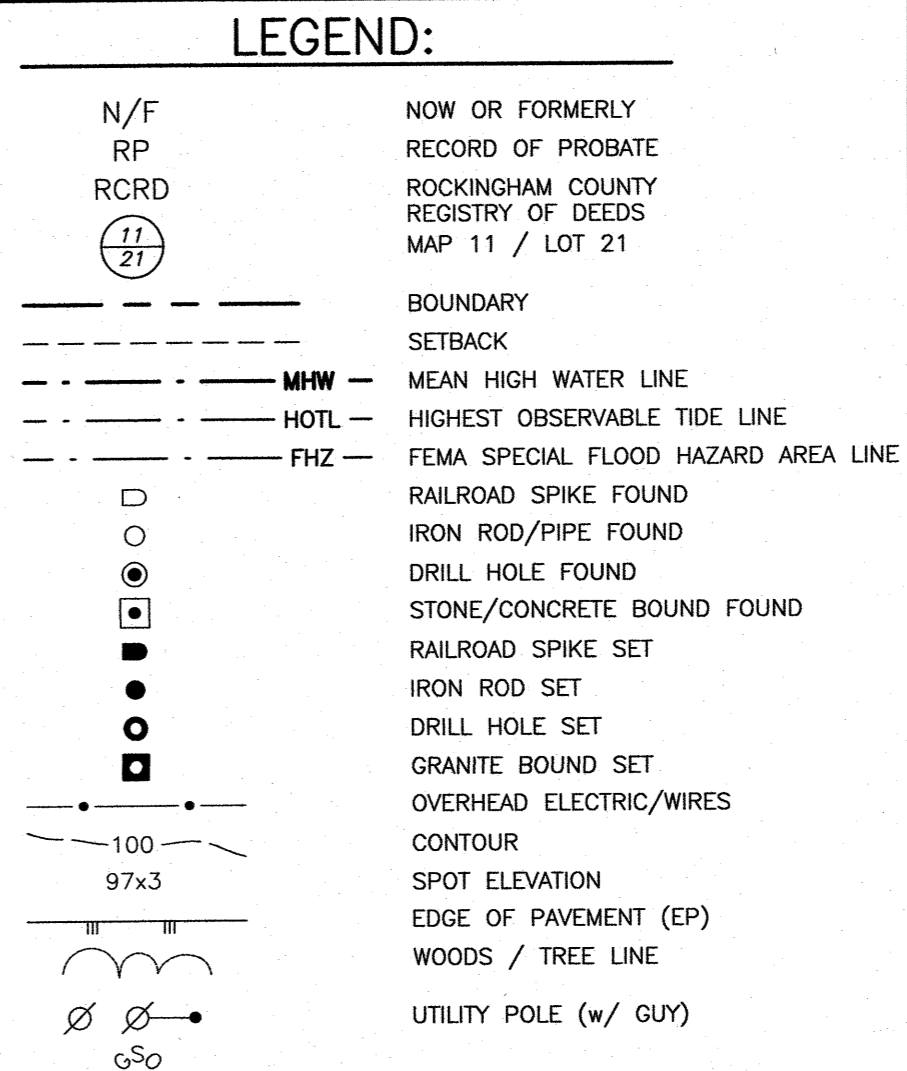 LEGEND:
N/F NOW OR FORMERLY
RP RECORD OF PROBATE
RCRD ROCKINGHAM COUNTY
REGISTRY OF DEEDS
11
21
MAP 11 / LOT 21
BOUNDARY
SETBACK
MHW MEAN HIGH WATER LINE
HOTL HIGHEST OBSERVABLE TIDE LINE
FHZ FEMA SPECIAL FLOOD HAZARD AREA LINE
RAILROAD SPIKE FOUND
IRON ROD/PIPE FOUND
DRILL HOLE FOUND
STONE/CONCRETE BOUND FOUND
RAILROAD SPIKE SET
IRON ROD SET
DRILL HOLE SET
GRANITE BOUND SET
OVERHEAD ELECTRIC/WIRES
100 CONTOUR
97x3 SPOT ELEVATION
EDGE OF PAVEMENT (EP)
WOODS / TREE LINE
UTILITY POLE (w/ GUY)
GSO